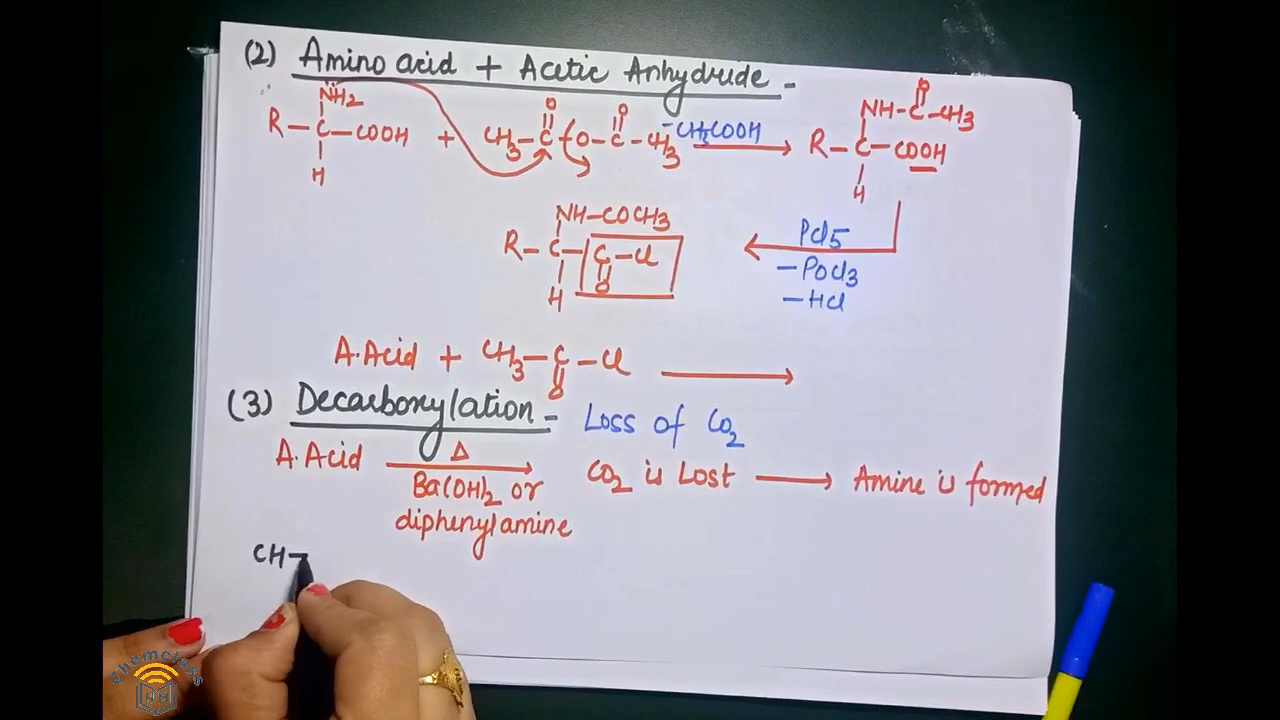 (2) Amino acid + Acetic Anhydride -
NH2
R-C-COOH + CH3-C-O-C-CH3 -CH3COOH → R-C-COOH
O O
H
NH-C-CH3
O
H
NH-COCH3
R-C-C-Cl
O
H
PCl5
-POCl3
-HCl
A.Acid + CH3-C-Cl →
O
(3) Decarboxylation - Loss of CO2
A.Acid Δ → CO2 is Lost → Amine is formed
Ba(OH)2 or
diphenylamine
CH-
Chemclass